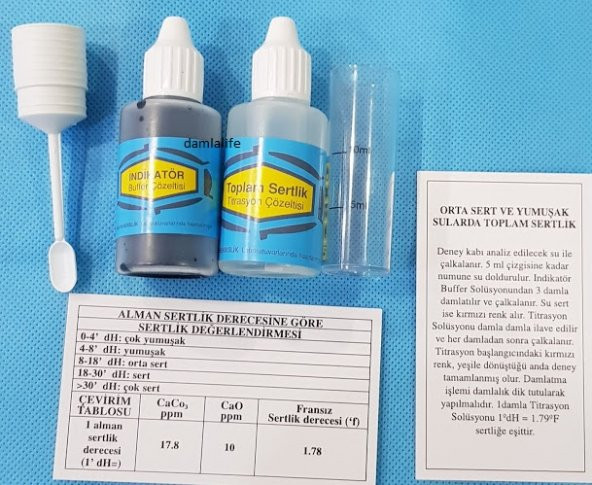 damlalife
INDIKATÖR
Buffer Çözeltisi
Toplam Sertlik
Titrasyon Çözeltisi
10ml
5ml
ALMAN SERTLİK DERECESİNE GÖRE
SERTLİK DEĞERLENDİRMESİ
0-4' dH: çok yumuşak
4-8' dH: yumuşak
8-18' dH: orta sert
18-30' dH: sert
>30' dH: çok sert
ÇEVİRİM TABLOSU CaCo₃ ppm CaO ppm Fransız Sertlik derecesi (ºf)
1 alman sertlik derecesi (1' dH=) 17.8 10 1.78
ORTA SERT VE YUMUŞAK
SULARDA TOPLAM SERTLİK
Deney kabı analiz edilecek su ile
çalkalanır. 5 ml çizgisine kadar
numune su doldurulur. Indikatör
Buffer Solüsyonundan 3 damla
damlatılır ve çalkalanır. Su sert
ise kırmızı renk alır. Titrasyon
Solüsyonu damla damla ilave edilir
ve her damladan sonra çalkalanır.
Titrasyon başlangıcındaki kırmızı
renk, yeşile dönüştüğü anda deney
tamamlanmış olur. Damlatma
işlemi damlalık dik tutularak
yapılmalıdır. 1damla Titrasyon
Solüsyonu 1ºdH = 1.79ºF
sertliğe eşittir.